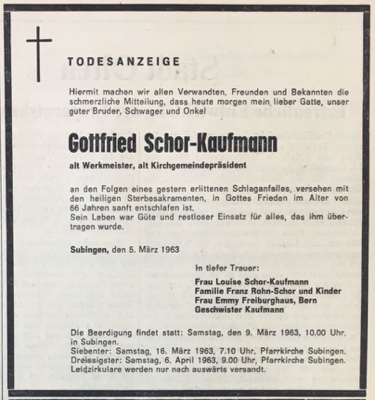 TODESANZEIGE
Hiermit machen wir allen Verwandten, Freunden und Bekannten die
schmerzliche Mitteilung, dass heute morgen mein lieber Gatte, unser
guter Bruder, Schwager und Onkel
Gottfried Schor-Kaufmann
alt Werkmeister, alt Kirchgemeindepräsident
an den Folgen eines gestern erlittenen Schlaganfalles, versehen mit
den heiligen Sterbesakramenten, in Gottes Frieden im Alter von
66 Jahren sanft entschlafen ist.
Sein Leben war Güte und restloser Einsatz für alles, das ihm über-
tragen wurde.
Subingen, den 5. März 1963
In tiefer Trauer:
Frau Louise Schor-Kaufmann
Familie Franz Rohn-Schor und Kinder
Frau Emmy Freiburghaus, Bern
Geschwister Kaufmann
Die Beerdigung findet statt: Samstag, den 9. März 1963, 10.00 Uhr,
in Subingen.
Siebenter: Samstag, 16. März 1963, 7.10 Uhr, Pfarrkirche Subingen.
Dreissigster: Samstag, 6. April 1963, 9.00 Uhr, Pfarrkirche Subingen.
Leidzirkulare werden nur nach auswärts versandt.